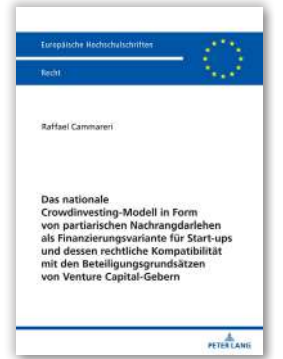 Europäische Hochschulschriften
Recht
Raffael Cammareri
Das nationale
Crowdinvesting-Modell in Form
von partiarischen Nachrangdarlehen
als Finanzierungsvariante für Start-ups
und dessen rechtliche Kompatibilität
mit den Beteiligungsgrundsätzen
von Venture Capital-Gebern
PETER LANG